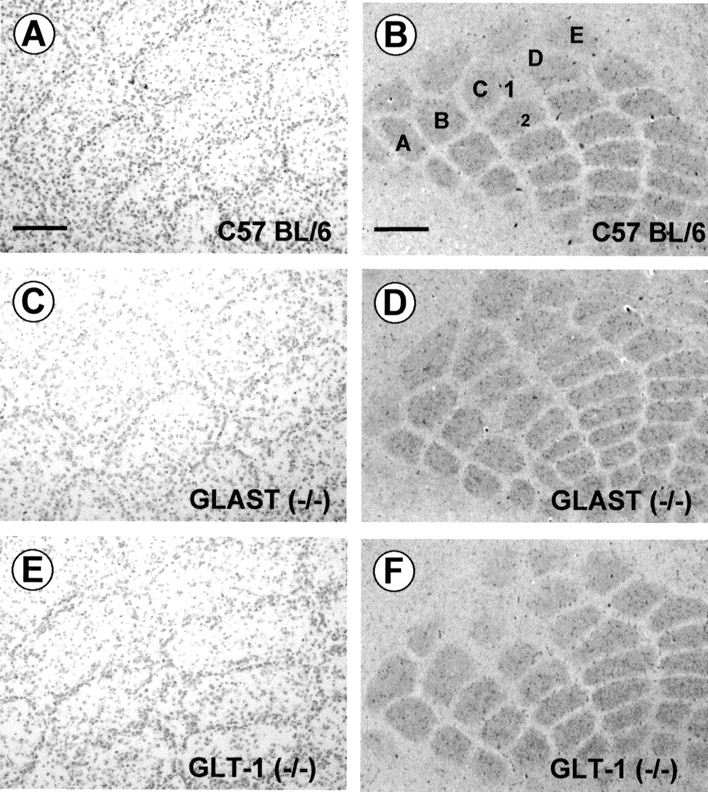 A
B
E
D
C 1
B
2
A
C57 BL/6
C57 BL/6
C
D
GLAST (-/-)
GLAST (-/-)
E
F
GLT-1 (-/-)
GLT-1 (-/-)